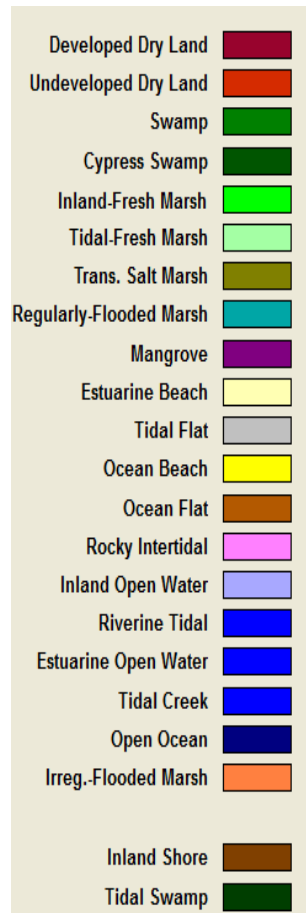 Developed Dry Land
Undeveloped Dry Land
Swamp
Cypress Swamp
Inland-Fresh Marsh
Tidal-Fresh Marsh
Trans. Salt Marsh
Regularly-Flooded Marsh
Mangrove
Estuarine Beach
Tidal Flat
Ocean Beach
Ocean Flat
Rocky Intertidal
Inland Open Water
Riverine Tidal
Estuarine Open Water
Tidal Creek
Open Ocean
Irreg.-Flooded Marsh
Inland Shore
Tidal Swamp